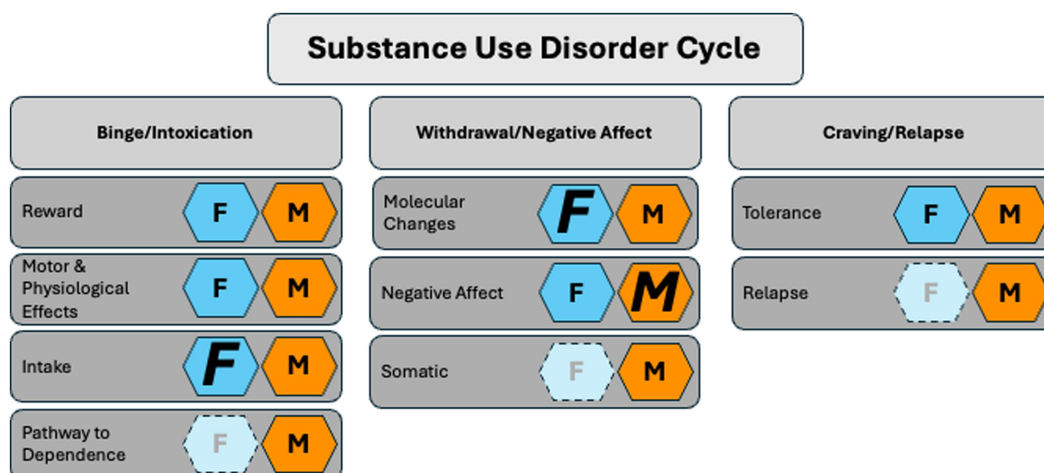 Substance Use Disorder Cycle
Binge/Intoxication
Reward F M
Motor &
Physiological
Effects F M
Intake F M
Pathway to
Dependence F M
Withdrawal/Negative Affect
Molecular
Changes F M
Negative Affect F M
Somatic F M
Craving/Relapse
Tolerance F M
Relapse F M